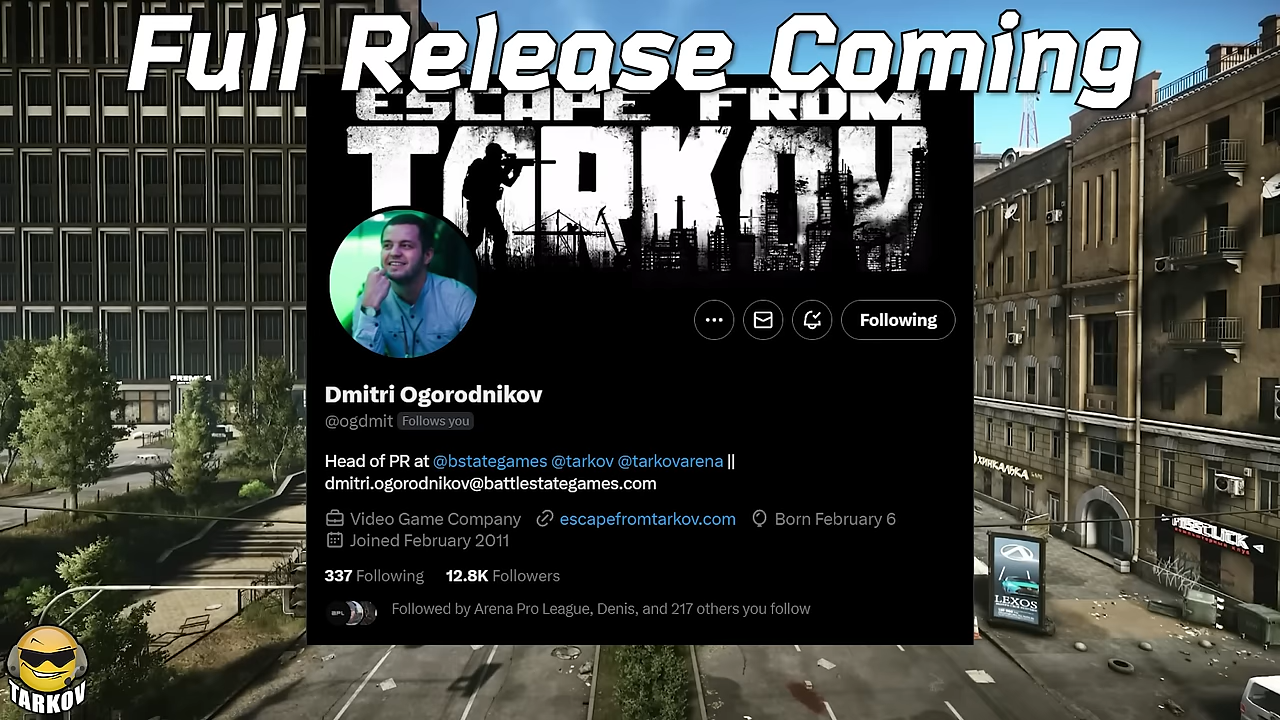 Full Release Coming
ESCAPE FROM
TARKOV
Following
Dmitri Ogorodnikov
@ogdmit Follows you
Head of PR at @bstategames @tarkov @tarkovarena ||
dmitri.ogorodnikov@battlestategames.com
Video Game Company escapefromtarkov.com Born February 6
Joined February 2011
337 Following 12.8K Followers
Followed by Arena Pro League, Denis, and 217 others you follow
LEXOS
TARKOV